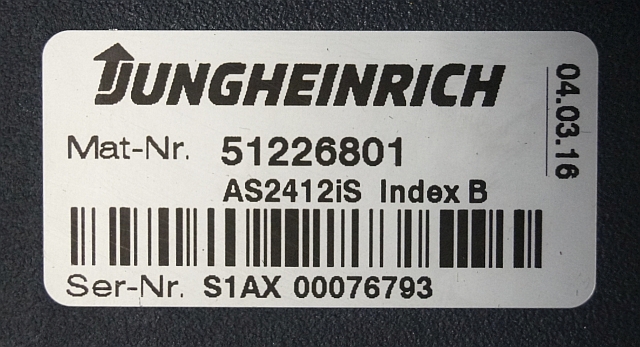 JUNGHEINRICH
04.03.16
Mat-Nr. 51226801
AS2412iS Index B
Ser-Nr. S1AX 00076793